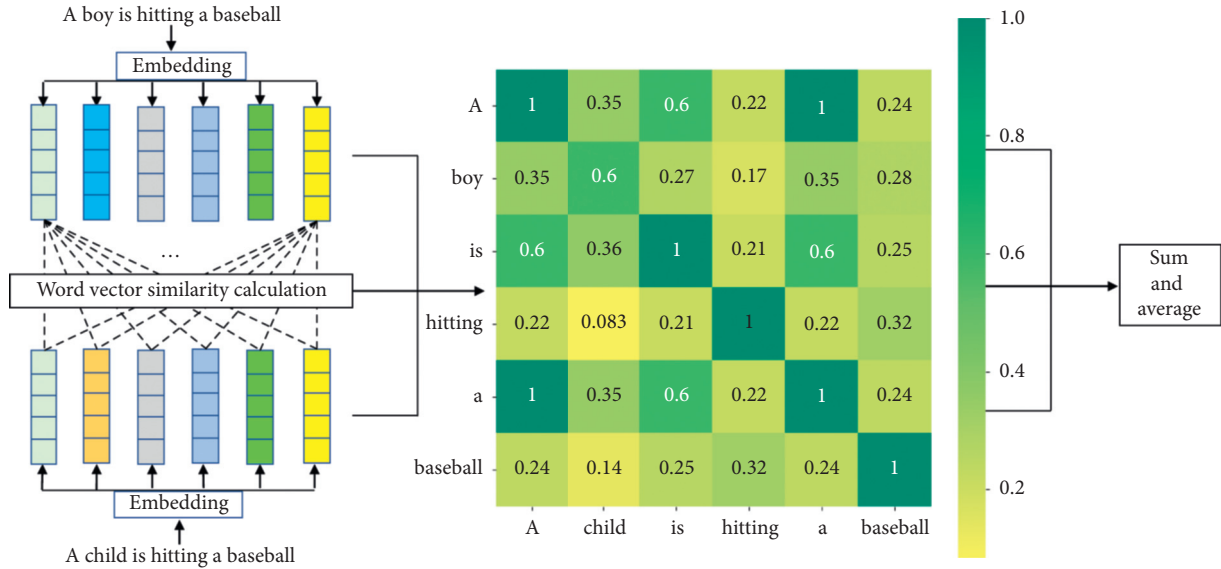 A boy is hitting a baseball
Embedding
...
Word vector similarity calculation
Embedding
A child is hitting a baseball
A 1 0.35 0.6 0.22 1 0.24
boy 0.35 0.6 0.27 0.17 0.35 0.28
is 0.6 0.36 1 0.21 0.6 0.25
hitting 0.22 0.083 0.21 1 0.22 0.32
a 1 0.35 0.6 0.22 1 0.24
baseball 0.24 0.14 0.25 0.32 0.24 1
A child is hitting a baseball
1.0
0.8
0.6
0.4
0.2
Sum
and
average